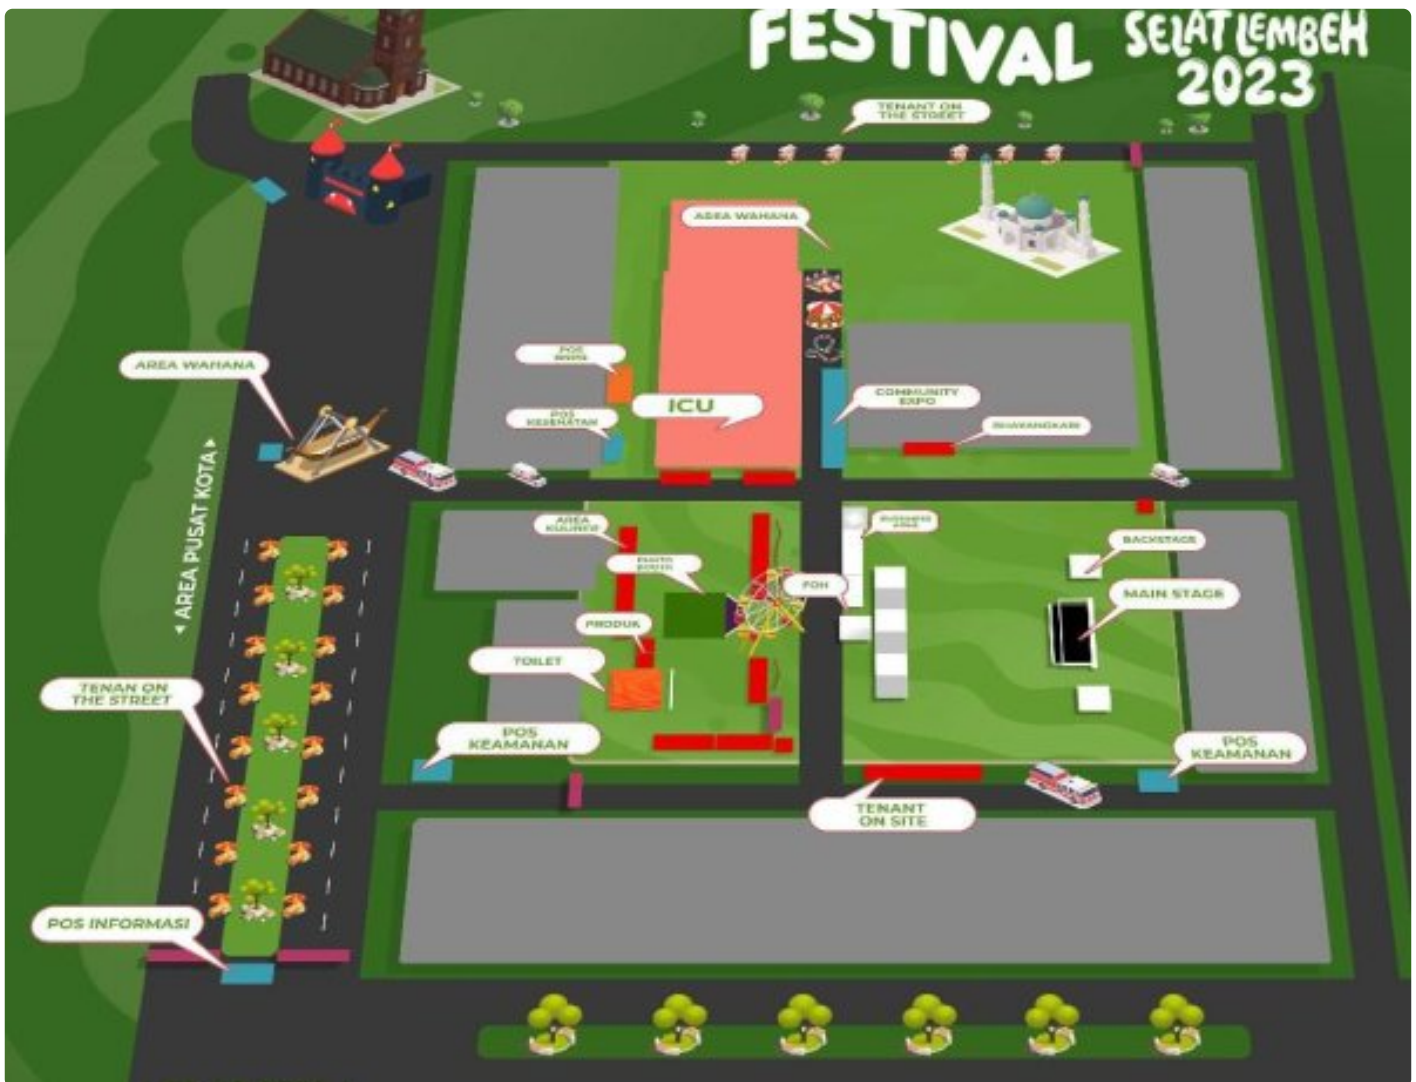 FESTIVAL
SELAT LEMBEH
2023
TENANT ON
THE STREET
AREA WAHANA
AREA WAHANA
POS
ICU
POS
KESEHATAN
COMMUNITY
EXPO
BHAYANGKARI
AREA PUSAT KOTA
AREA
KULINER
PHOTO
BOOTH
FOH
BACKSTAGE
MAIN STAGE
PRODUK
TOILET
TENAN ON
THE STREET
POS
KEAMANAN
POS
KEAMANAN
TENANT
ON SITE
POS INFORMASI